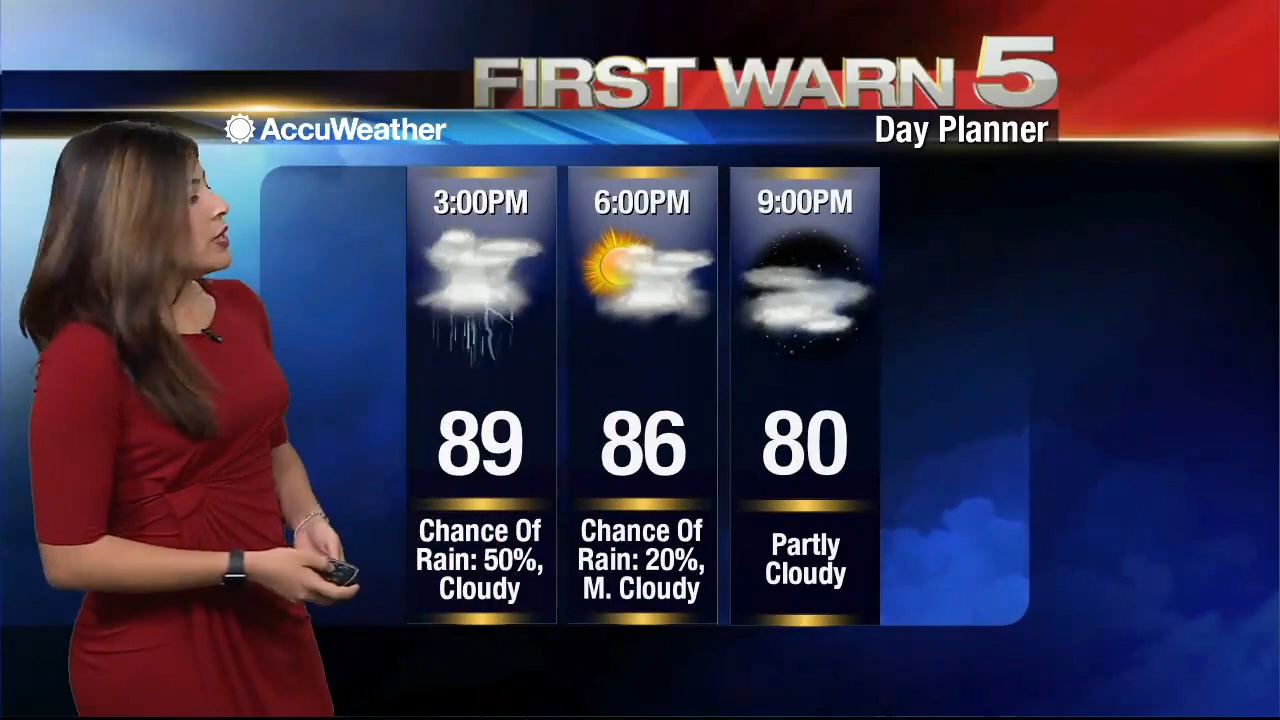 FIRST WARN 5
AccuWeather
Day Planner
3:00PM
6:00PM
9:00PM
89
86
80
Chance Of
Rain: 50%,
Cloudy
Chance Of
Rain: 20%,
M. Cloudy
Partly
Cloudy